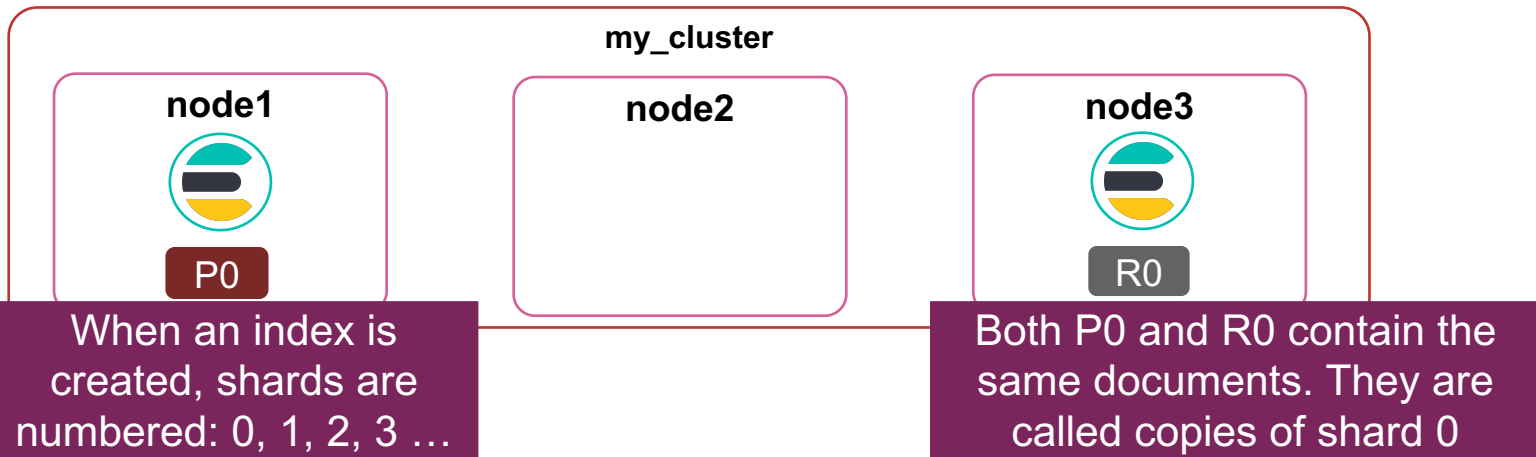 my_cluster
node1
node2
node3
P0
R0
When an index is
created, shards are
numbered: 0, 1, 2, 3 …
Both P0 and R0 contain the
same documents. They are
called copies of shard 0